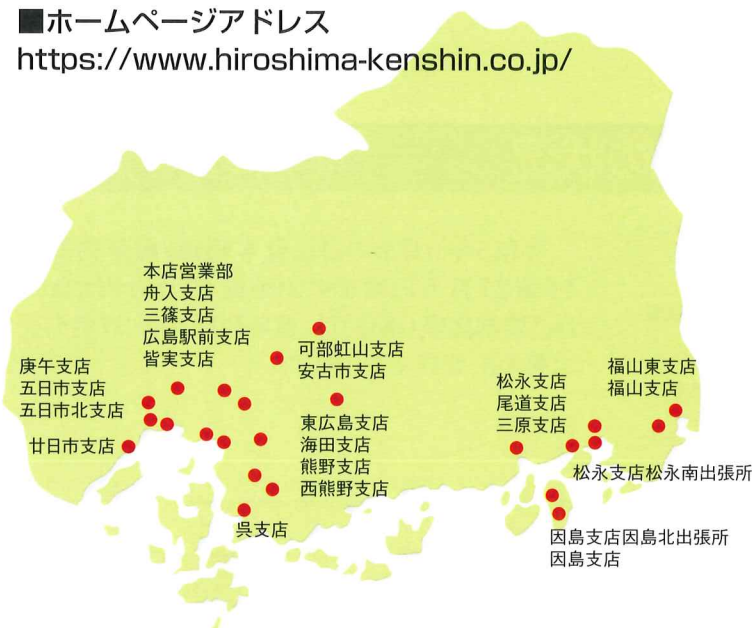 ■ホームページアドレス
https://www.hiroshima-kenshin.co.jp/
本店営業部
舟入支店
三篠支店
広島駅前支店
皆実支店
可部虹山支店
安古市支店
庚午支店
五日市支店
五日市北支店
廿日市支店
東広島支店
海田支店
熊野支店
西熊野支店
呉支店
松永支店
尾道支店
三原支店
福山東支店
福山支店
松永支店松永南出張所
因島支店因島北出張所
因島支店